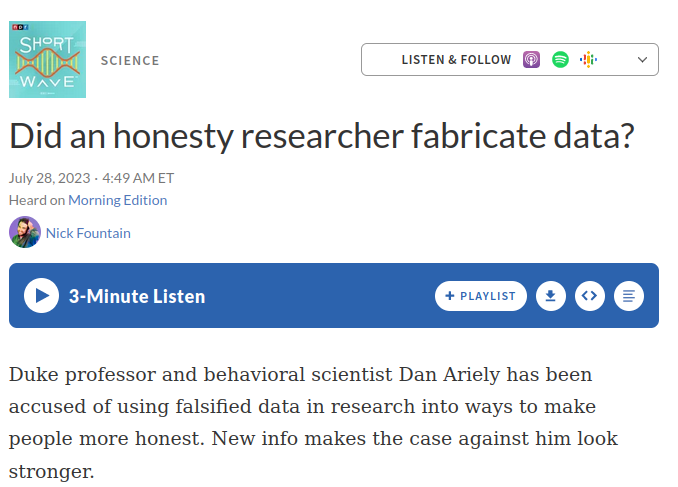 npr
SHORT
WAVE
SCIENCE
LISTEN & FOLLOW
Did an honesty researcher fabricate data?
July 28, 2023 · 4:49 AM ET
Heard on Morning Edition
Nick Fountain
3-Minute Listen
+ PLAYLIST
Duke professor and behavioral scientist Dan Ariely has been
accused of using falsified data in research into ways to make
people more honest. New info makes the case against him look
stronger.